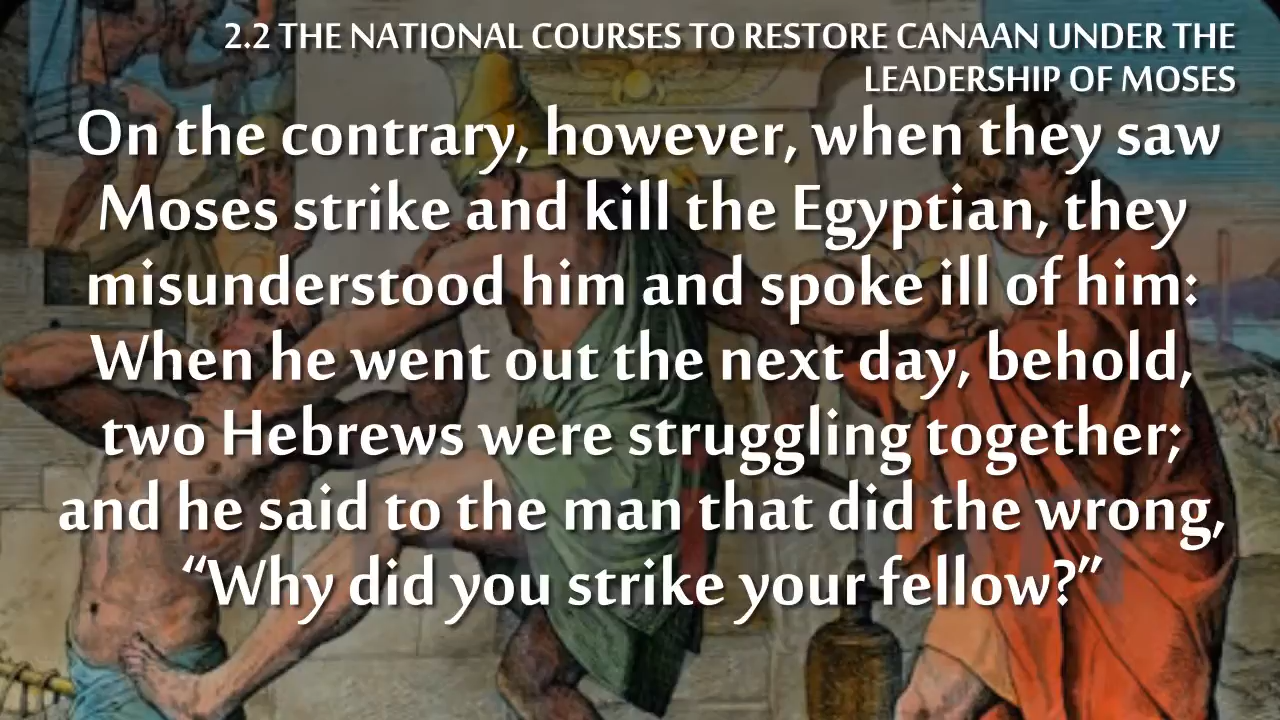 2.2 THE NATIONAL COURSES TO RESTORE CANAAN UNDER THE
LEADERSHIP OF MOSES
On the contrary, however, when they saw
Moses strike and kill the Egyptian, they
misunderstood him and spoke ill of him:
When he went out the next day, behold,
two Hebrews were struggling together;
and he said to the man that did the wrong,
“Why did you strike your fellow?”